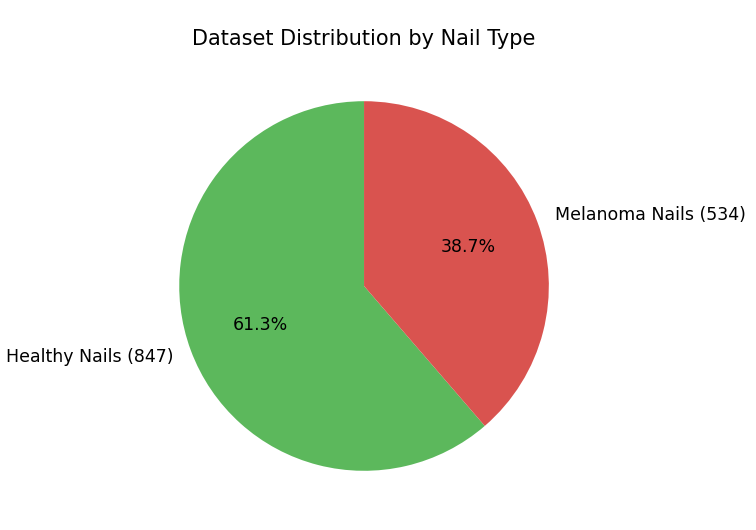 Dataset Distribution by Nail Type
Melanoma Nails (534)
38.7%
61.3%
Healthy Nails (847)